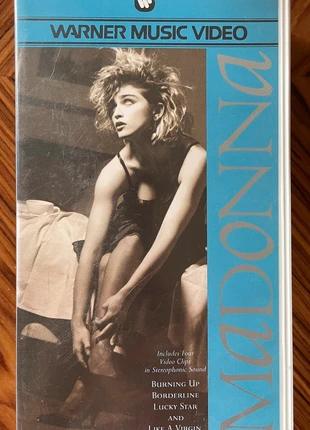 WARNER MUSIC VIDEO
MaDONNa
Includes Four
Video Clips
in Stereophonic Sound
BURNING UP
BORDERLINE
LUCKY STAR
AND
LIKE A VIRGIN